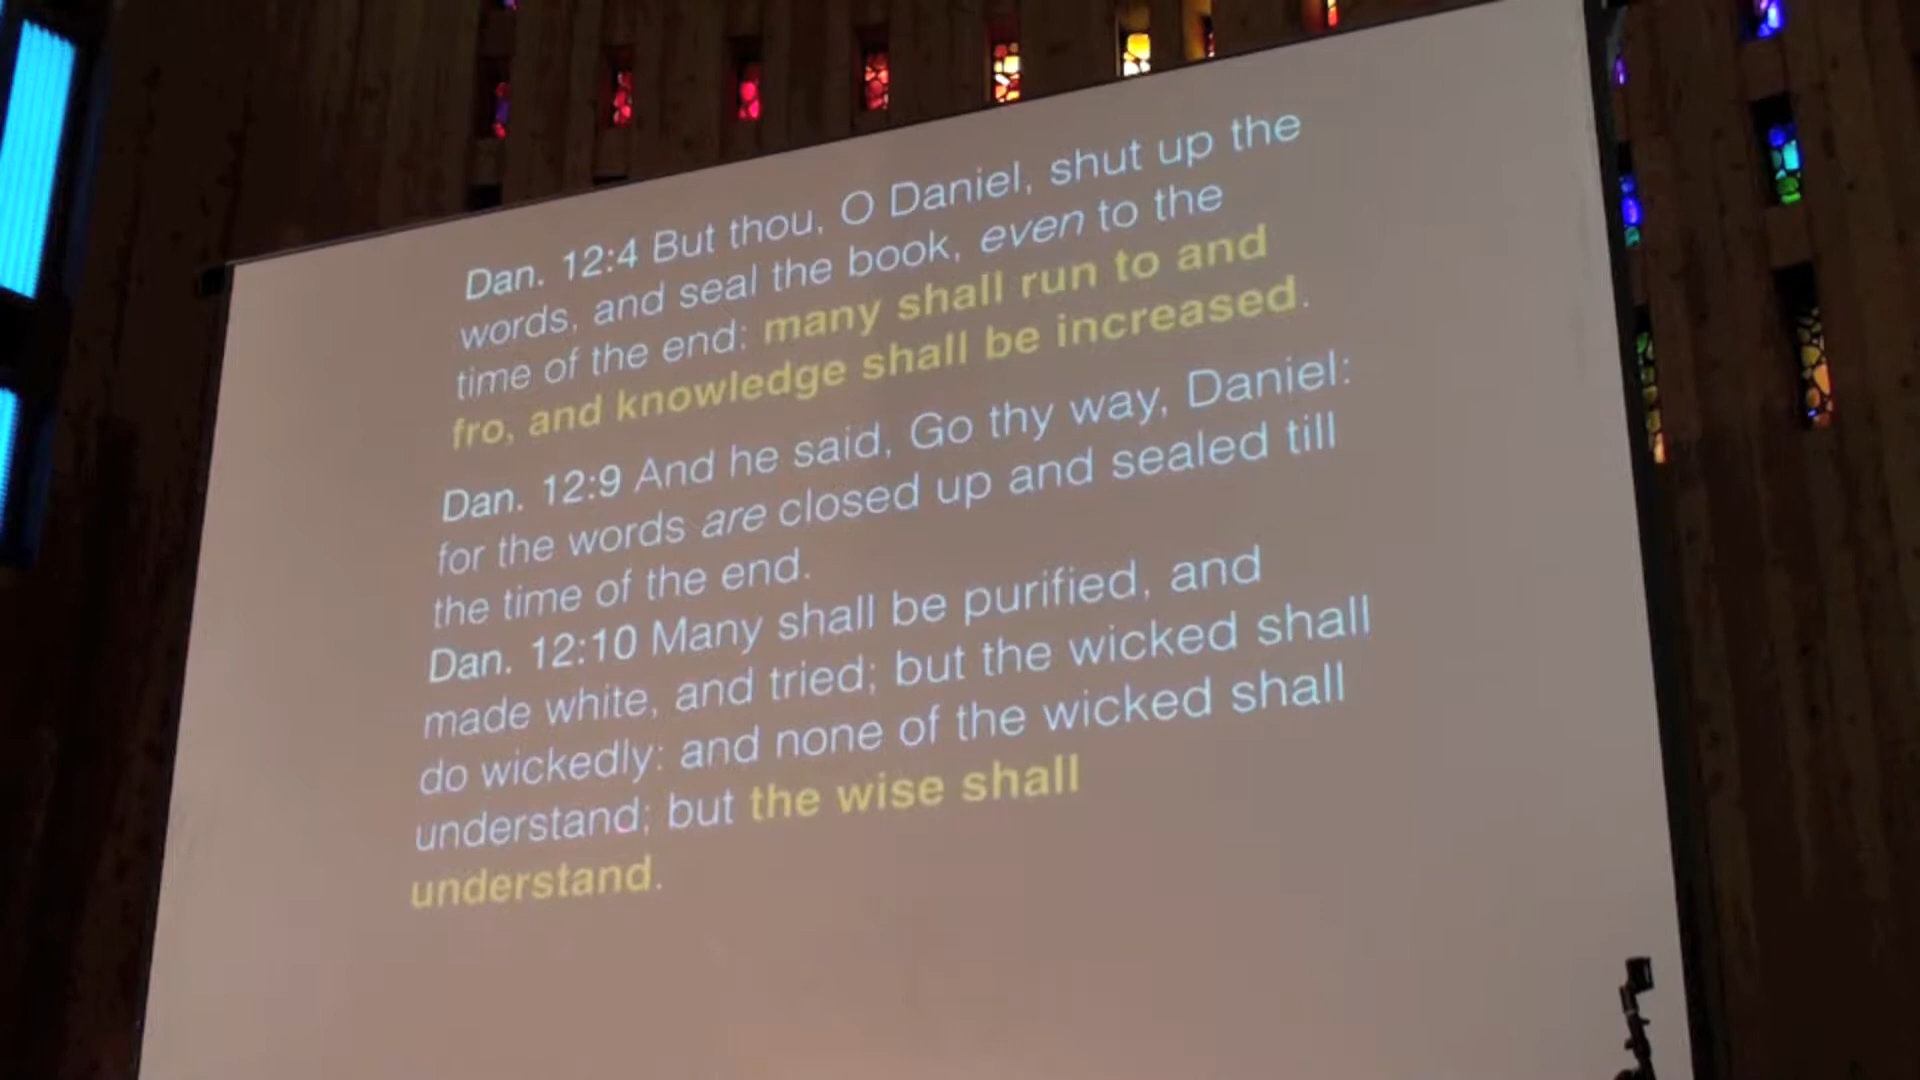 Dan. 12:4 But thou, O Daniel, shut up the
words, and seal the book, even to the
time of the end: many shall run to and
fro, and knowledge shall be increased.
Dan. 12:9 And he said, Go thy way, Daniel:
for the words are closed up and sealed till
the time of the end.
Dan. 12:10 Many shall be purified, and
made white, and tried; but the wicked shall
do wickedly: and none of the wicked shall
understand; but the wise shall
understand.